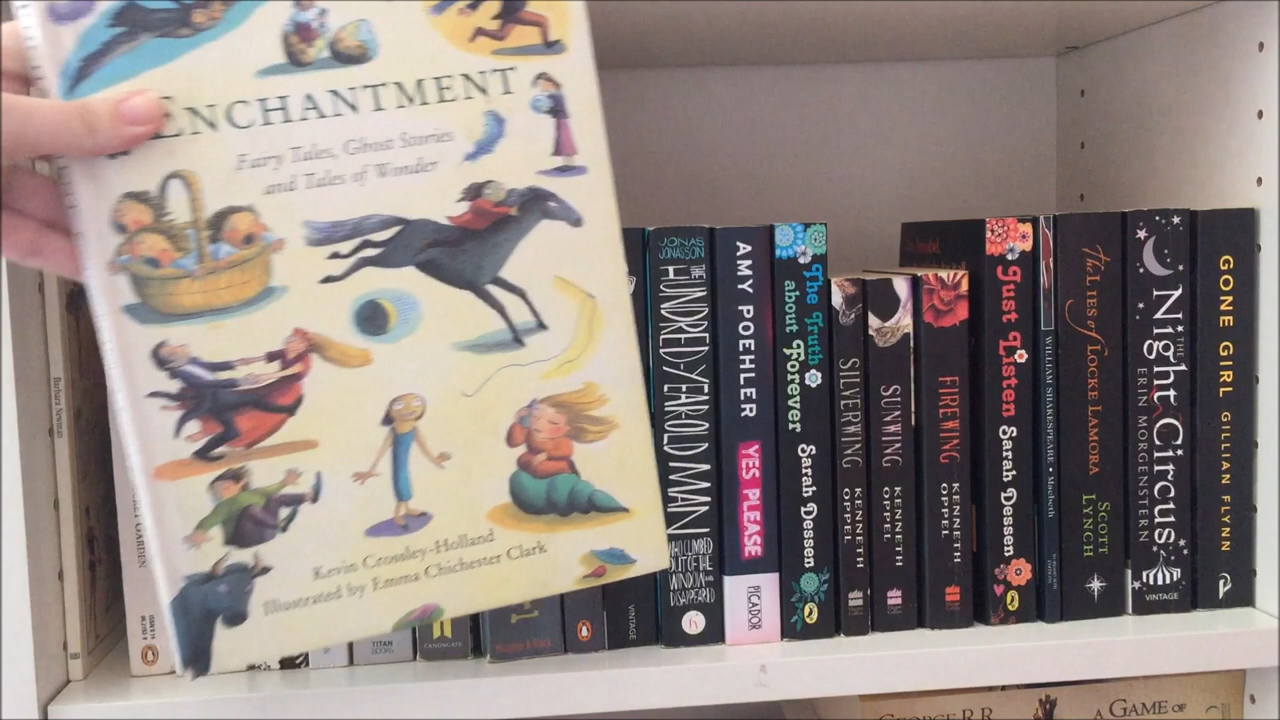 ENCHANTMENT
Fairy Tales, Ghost Stories
and Tales of Wonder
Kevin Crossley-Holland
Illustrated by Emma Chichester Clark
Barbara Newman
GARDEN
TITAN
BOOKS
CANONGATE
VINTAGE
JONAS
JONASSON
THE
HUNDRED-YEAR-OLD MAN
WHO CLIMBED
OUT OF THE
WINDOW AND
DISAPPEARED
AMY POEHLER
YES PLEASE
PICADOR
The Truth
about Forever
Sarah Dessen
SILVERWING
KENNETH
OPPEL
SUNWING
KENNETH
OPPEL
FIREWING
KENNETH
OPPEL
Just Listen
Sarah Dessen
WILLIAM SHAKESPEARE • Macbeth
THE LIES of LOCKE LAMORA
SCOTT
LYNCH
THE
Night Circus
ERIN MORGENSTERN
VINTAGE
GONE GIRL
GILLIAN FLYNN
GEORGE R.R.
A GAME OF